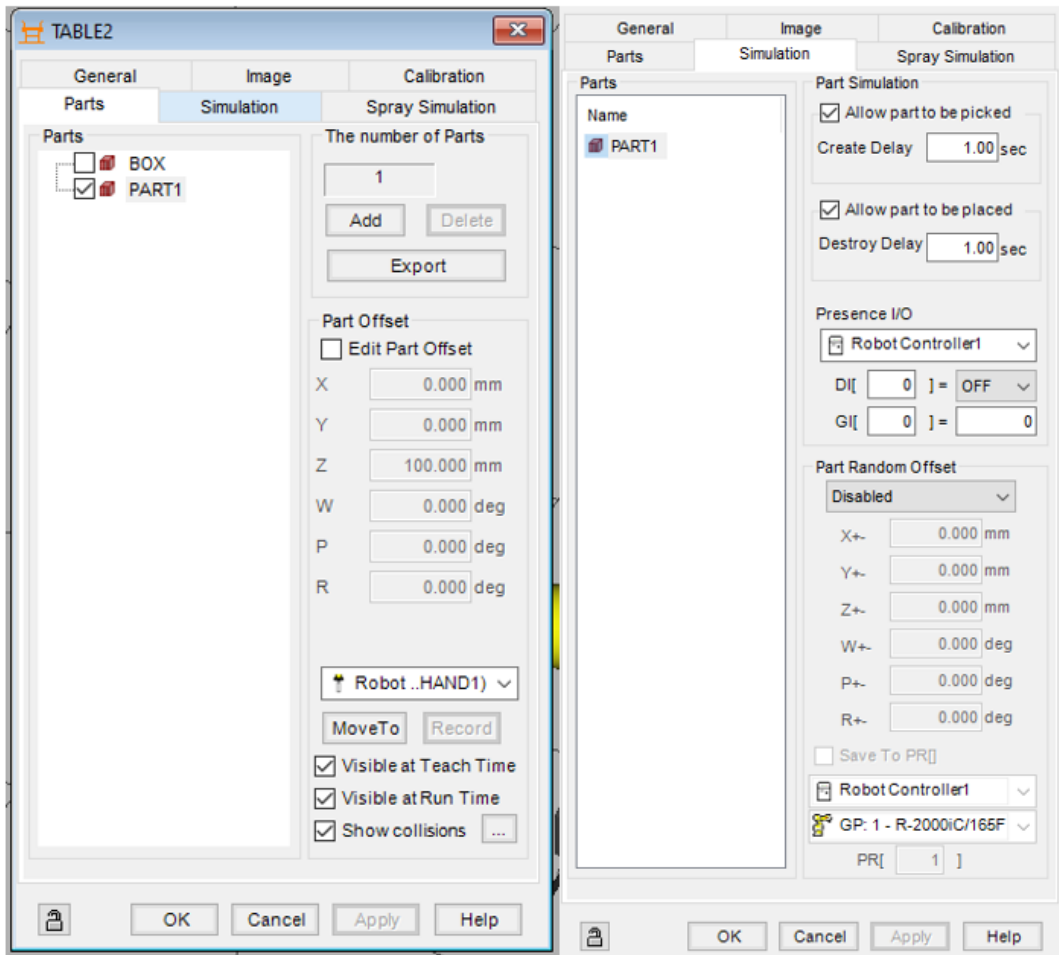 TABLE2
General Image Calibration
Parts Simulation Spray Simulation
Parts
BOX
PART1
The number of Parts
1
Add Delete
Export
Part Offset
Edit Part Offset
X 0.000 mm
Y 0.000 mm
Z 100.000 mm
W 0.000 deg
P 0.000 deg
R 0.000 deg
Robot ..HAND1)
MoveTo Record
Visible at Teach Time
Visible at Run Time
Show collisions ...
OK Cancel Apply Help
General Image Calibration
Parts Simulation Spray Simulation
Parts
Name
PART1
Part Simulation
Allow part to be picked
Create Delay 1.00 sec
Allow part to be placed
Destroy Delay 1.00 sec
Presence I/O
Robot Controller1
DI[ 0 ] = OFF
GI[ 0 ] = 0
Part Random Offset
Disabled
X+- 0.000 mm
Y+- 0.000 mm
Z+- 0.000 mm
W+- 0.000 deg
P+- 0.000 deg
R+- 0.000 deg
Save To PR[]
Robot Controller1
GP: 1 - R-2000iC/165F
PR[ 1 ]
OK Cancel Apply Help